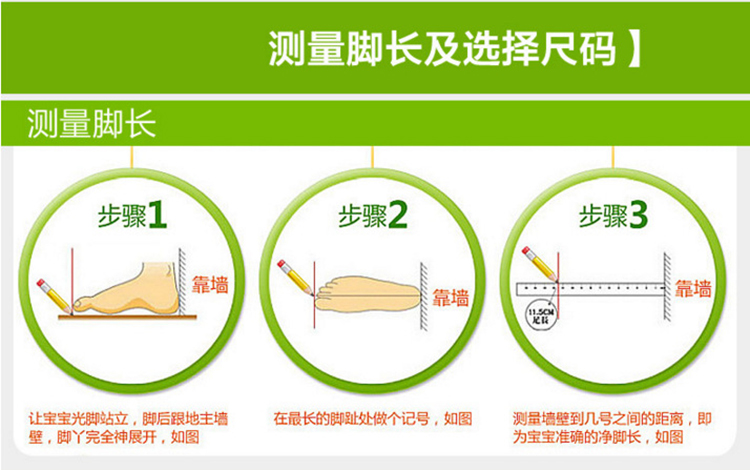 测量脚长及选择尺码】
测量脚长
步骤1
步骤2
步骤3
靠墙
靠墙
靠墙
11.5CM
足長
让宝宝光脚站立，脚后跟地主墙
壁，脚丫完全神展开，如图
在最长的脚趾处做个记号，如图
测量墙壁到几号之间的距离，即
为宝宝准确的净脚长，如图